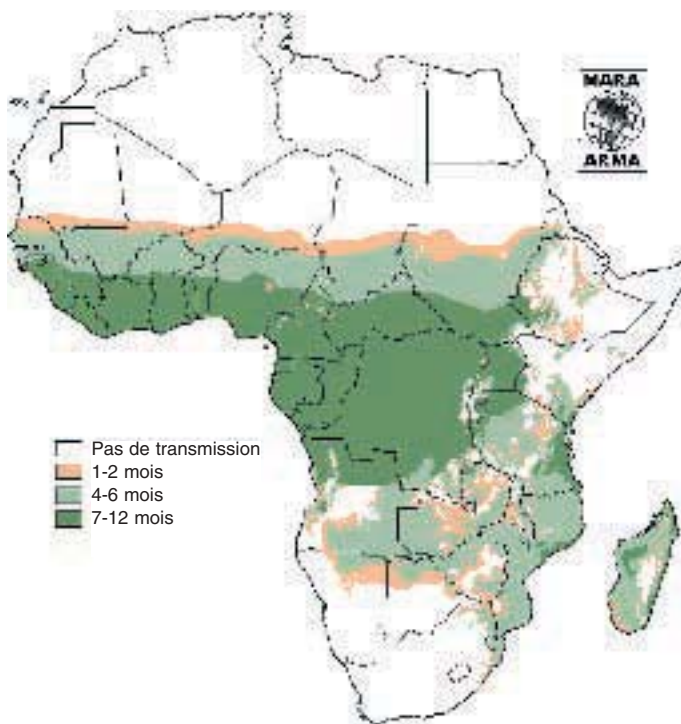 MARA
ARMA
Pas de transmission
1-2 mois
4-6 mois
7-12 mois